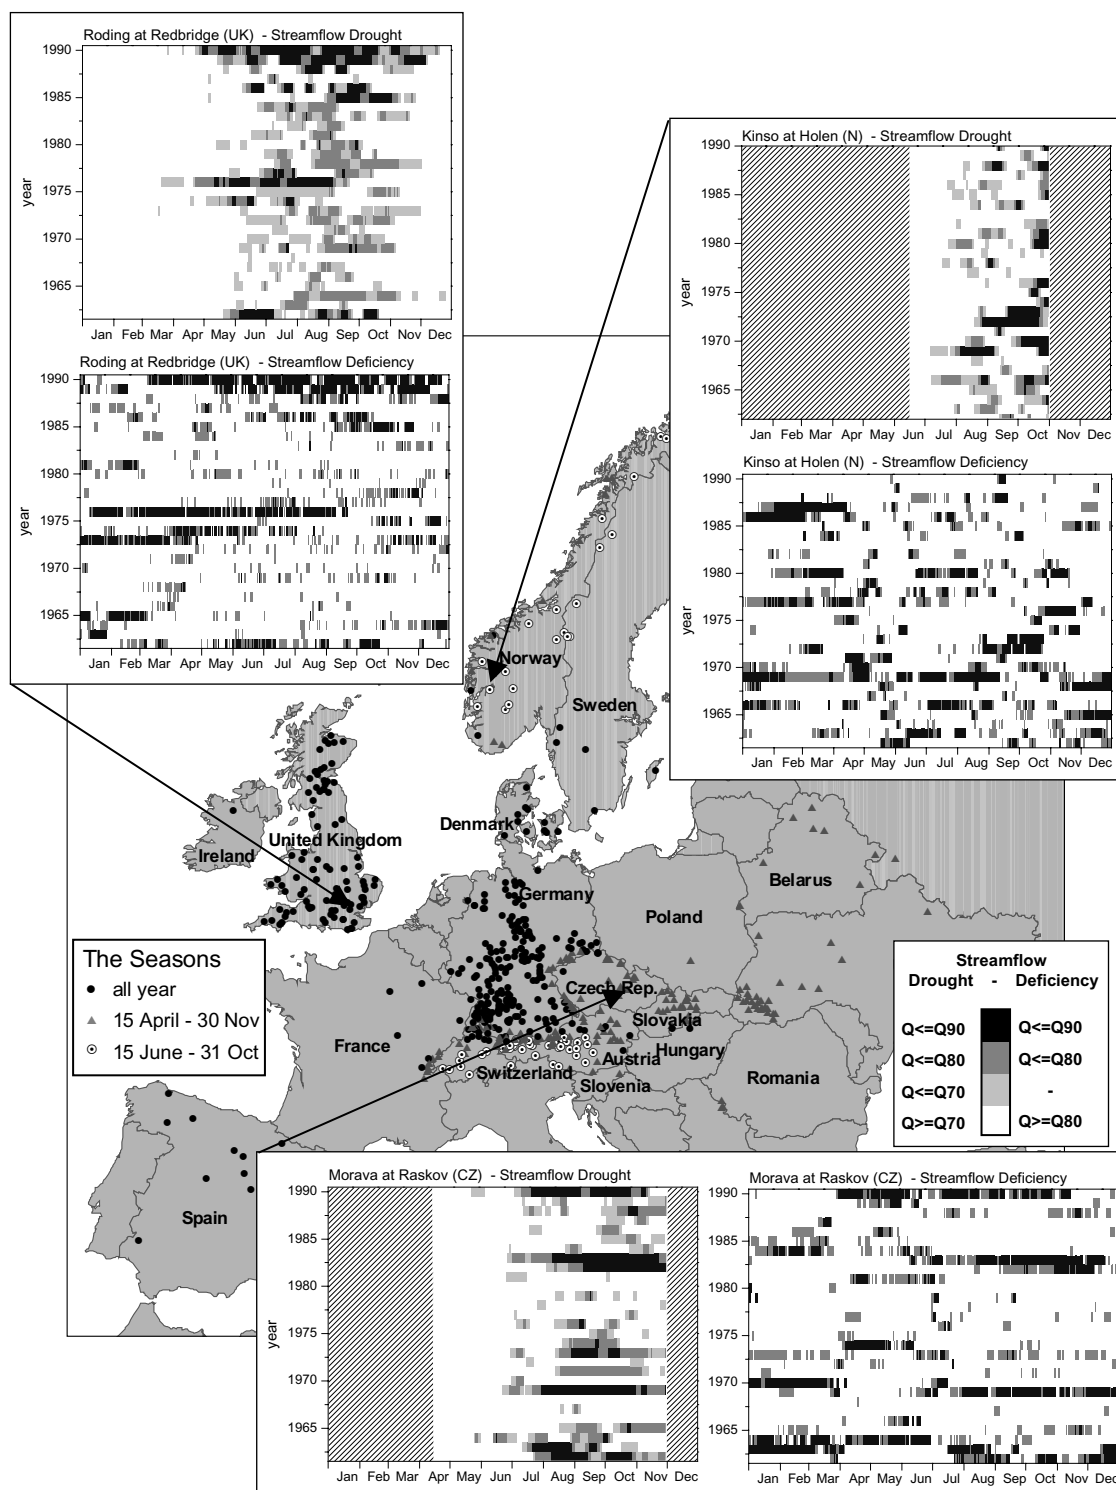 Roding at Redbridge (UK) - Streamflow Drought
1990
1985
1980
1975
1970
1965
year
Jan Feb Mar Apr May Jun Jul Aug Sep Oct Nov Dec
Roding at Redbridge (UK) - Streamflow Deficiency
1990
1985
1980
1975
1970
1965
year
Jan Feb Mar Apr May Jun Jul Aug Sep Oct Nov Dec
Kinso at Holen (N) - Streamflow Drought
1990
1985
1980
1975
1970
1965
year
Jan Feb Mar Apr May Jun Jul Aug Sep Oct Nov Dec
Kinso at Holen (N) - Streamflow Deficiency
1990
1985
1980
1975
1970
1965
year
Jan Feb Mar Apr May Jun Jul Aug Sep Oct Nov Dec
Norway
Sweden
Denmark
United Kingdom
Ireland
Germany
Belarus
Poland
Czech Rep.
Slovakia
France
Austria
Hungary
Switzerland
Slovenia
Romania
Spain
The Seasons
all year
15 April - 30 Nov
15 June - 31 Oct
Streamflow
Drought - Deficiency
Q<=Q90 Q<=Q90
Q<=Q80 Q<=Q80
Q<=Q70 -
Q>=Q70 Q>=Q80
Morava at Raskov (CZ) - Streamflow Drought
1990
1985
1980
1975
1970
1965
year
Jan Feb Mar Apr May Jun Jul Aug Sep Oct Nov Dec
Morava at Raskov (CZ) - Streamflow Deficiency
1990
1985
1980
1975
1970
1965
Jan Feb Mar Apr May Jun Jul Aug Sep Oct Nov Dec